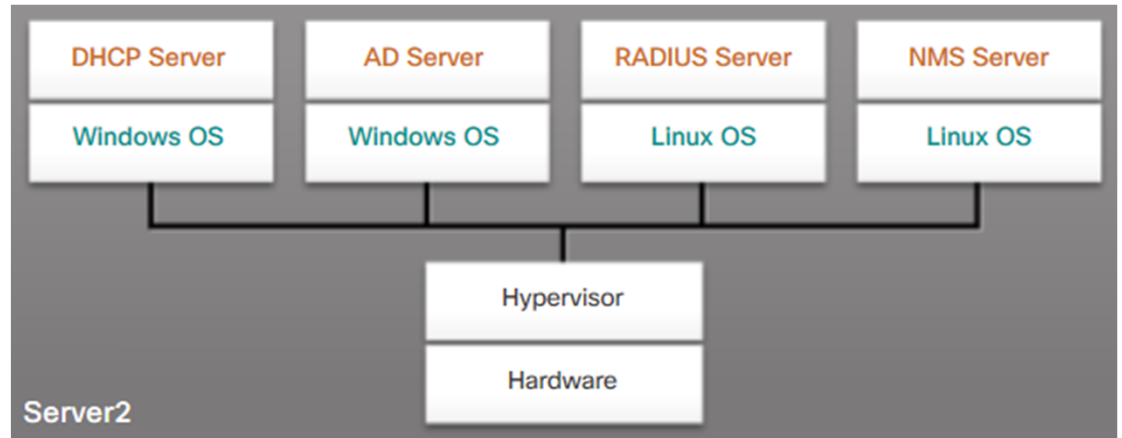 DHCP Server
AD Server
RADIUS Server
NMS Server
Windows OS
Windows OS
Linux OS
Linux OS
Hypervisor
Hardware
Server2